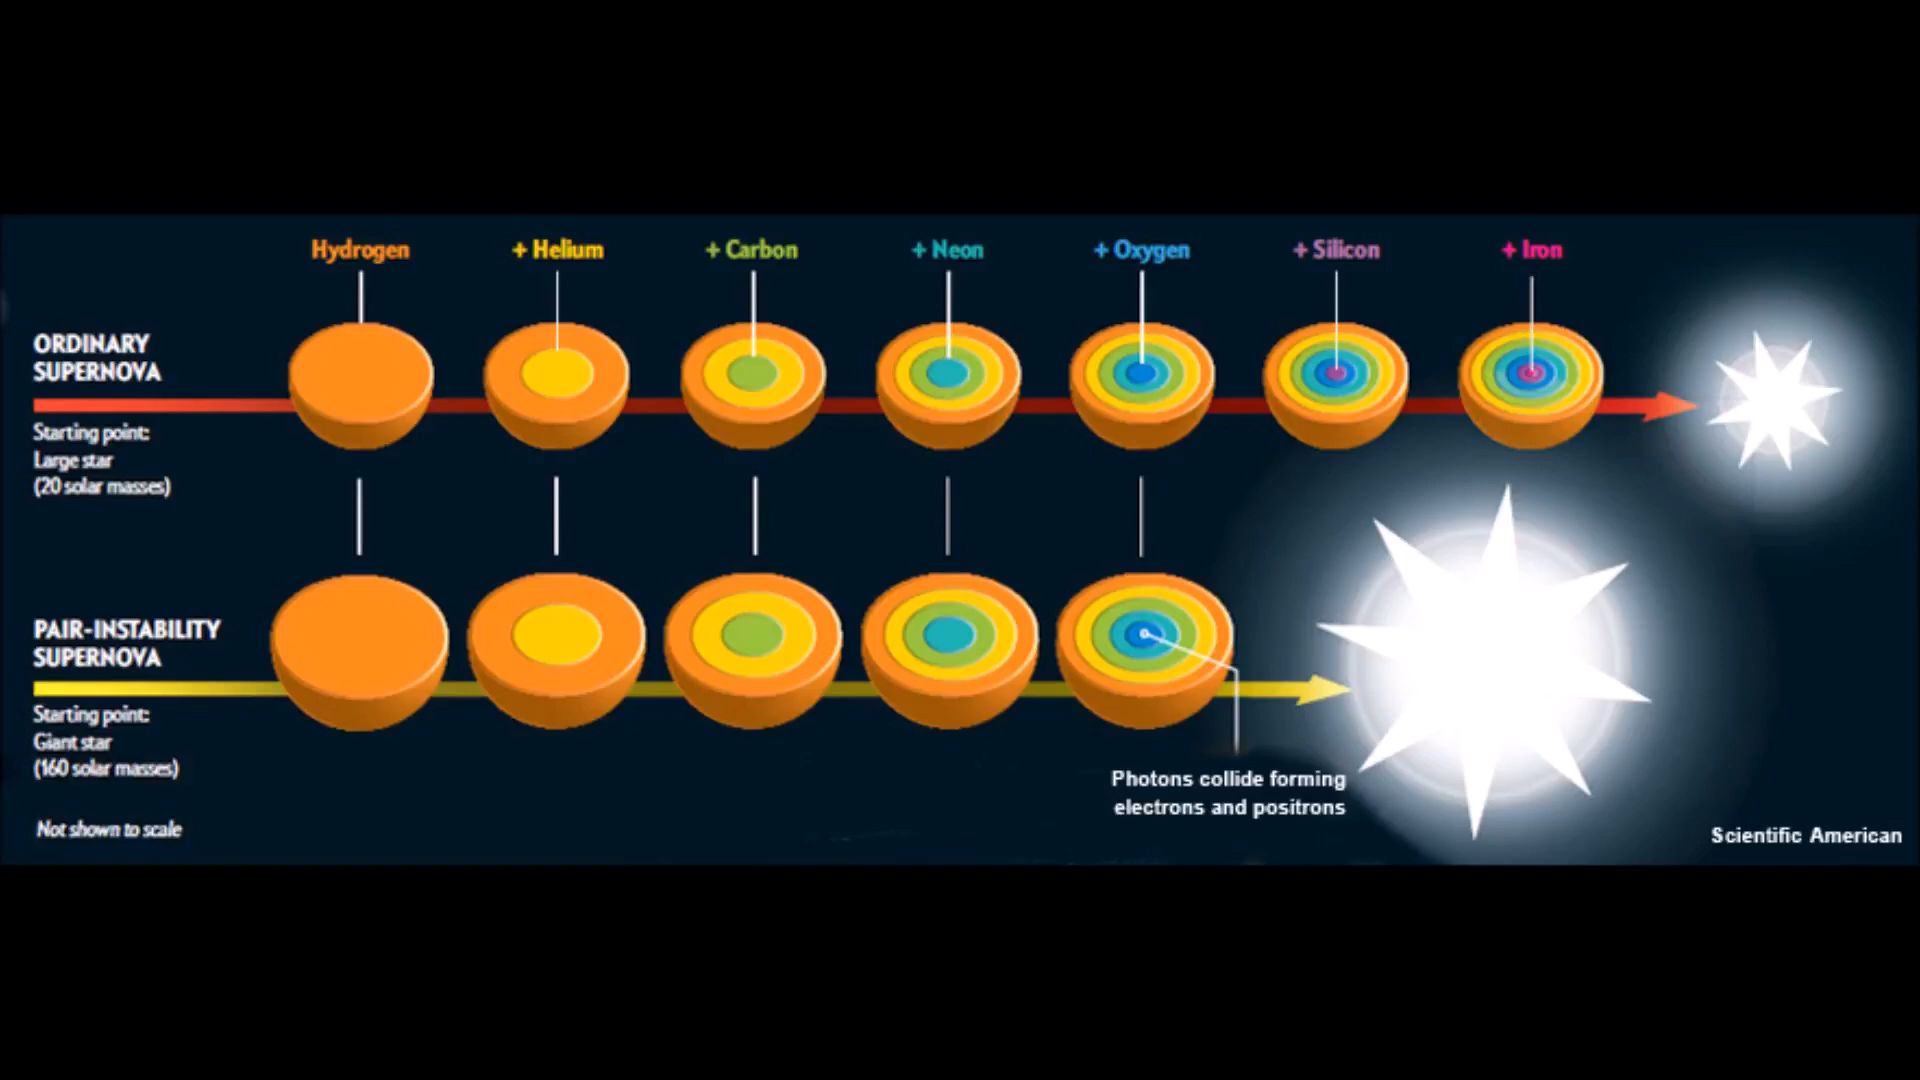 Hydrogen + Helium + Carbon + Neon + Oxygen + Silicon + Iron
ORDINARY
SUPERNOVA
Starting point:
Large star
(20 solar masses)
PAIR-INSTABILITY
SUPERNOVA
Starting point:
Giant star
(160 solar masses)
Photons collide forming
electrons and positrons
Not shown to scale
Scientific American